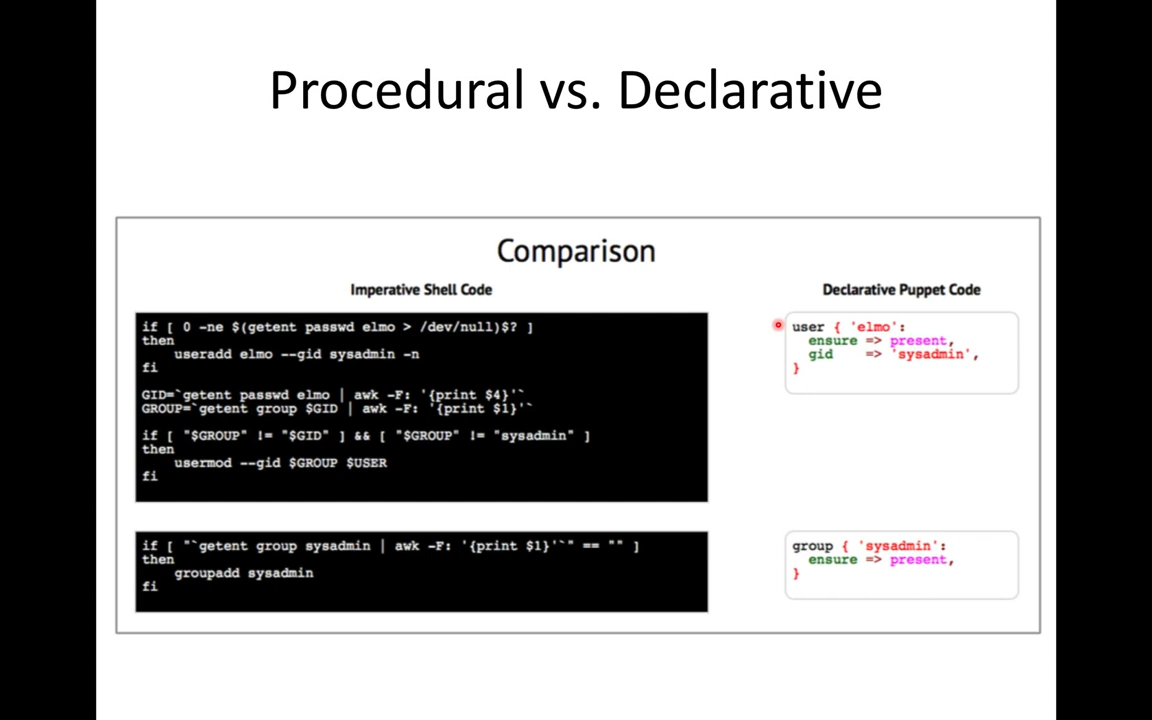 Procedural vs. Declarative
Comparison
Imperative Shell Code
if [ 0 -ne $(getent passwd elmo > /dev/null)$? ]
then
    useradd elmo --gid sysadmin -n
fi
GID=`getent passwd elmo | awk -F: '{print $4}'`
GROUP=`getent group $GID | awk -F: '{print $1}'`
if [ "$GROUP" != "$GID" ] && [ "$GROUP" != "sysadmin" ]
then
    usermod --gid $GROUP $USER
fi
if [ "`getent group sysadmin | awk -F: '{print $1}'`" == "" ]
then
    groupadd sysadmin
fi
Declarative Puppet Code
user { 'elmo':
  ensure => present,
  gid    => 'sysadmin',
}
group { 'sysadmin':
  ensure => present,
}